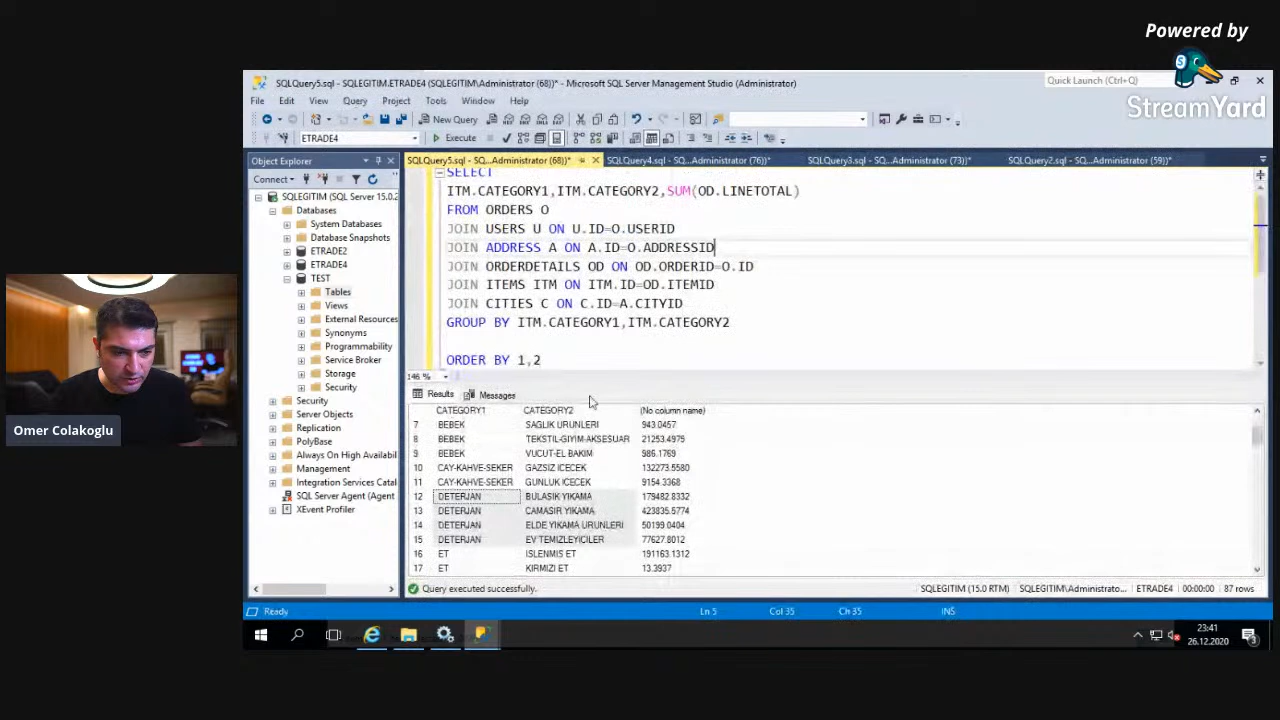 Powered by
StreamYard
SQLQuery5.sql - SQLEGITIM.ETRADE4 (SQLEGITIM\Administrator (68))* - Microsoft SQL Server Management Studio (Administrator)
Quick Launch (Ctrl+Q)
File Edit View Query Project Tools Window Help
New Query
ETRADE4
Execute
Object Explorer
SQLQuery5.sql - SQ...Administrator (68))*
SQLQuery4.sql - SQ...Administrator (76))*
SQLQuery3.sql - SQ...Administrator (73))*
SQLQuery2.sql - SQ...Administrator (59))*
Connect
SQLEGITIM (SQL Server 15.0.2
Databases
System Databases
Database Snapshots
ETRADE2
ETRADE4
TEST
Tables
Views
External Resources
Synonyms
Programmability
Service Broker
Storage
Security
Security
Server Objects
Replication
PolyBase
Always On High Availabil
Management
Integration Services Catal
SQL Server Agent (Agent
XEvent Profiler
SELECT
ITM.CATEGORY1,ITM.CATEGORY2,SUM(OD.LINETOTAL)
FROM ORDERS O
JOIN USERS U ON U.ID=O.USERID
JOIN ADDRESS A ON A.ID=O.ADDRESSID
JOIN ORDERDETAILS OD ON OD.ORDERID=O.ID
JOIN ITEMS ITM ON ITM.ID=OD.ITEMID
JOIN CITIES C ON C.ID=A.CITYID
GROUP BY ITM.CATEGORY1,ITM.CATEGORY2
ORDER BY 1,2
146 %
Results Messages
CATEGORY1 CATEGORY2 (No column name)
7 BEBEK SAGLIK URUNLERI 943.0457
8 BEBEK TEKSTIL-GIYIM-AKSESUAR 21253.4975
9 BEBEK VUCUT-EL BAKIM 986.1769
10 CAY-KAHVE-SEKER GAZSIZ ICECEK 132273.5580
11 CAY-KAHVE-SEKER GUNLUK ICECEK 9154.3368
12 DETERJAN BULASIK YIKAMA 179482.8332
13 DETERJAN CAMASIR YIKAMA 423835.5774
14 DETERJAN ELDE YIKAMA URUNLERI 50199.0404
15 DETERJAN EV TEMIZLEYICILER 77627.8012
16 ET ISLENMIS ET 191163.1312
17 ET KIRMIZI ET 13.3937
Query executed successfully.
SQLEGITIM (15.0 RTM) SQLEGITIM\Administrato... ETRADE4 00:00:00 87 rows
Ready
Ln 5 Col 35 Ch 35 INS
23:41
26.12.2020
3
Omer Colakoglu